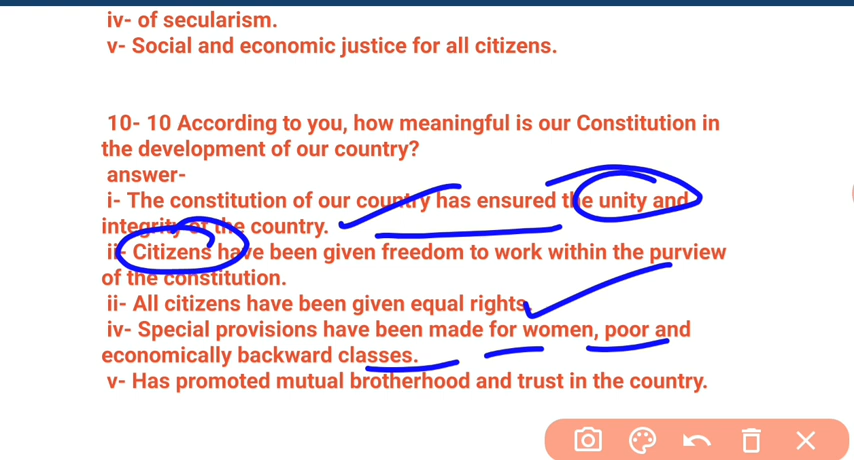 iv- of secularism.
v- Social and economic justice for all citizens.
10- 10 According to you, how meaningful is our Constitution in
the development of our country?
answer-
i- The constitution of our country has ensured the unity and
integrity of the country.
ii- Citizens have been given freedom to work within the purview
of the constitution.
ii- All citizens have been given equal rights.
iv- Special provisions have been made for women, poor and
economically backward classes.
v- Has promoted mutual brotherhood and trust in the country.